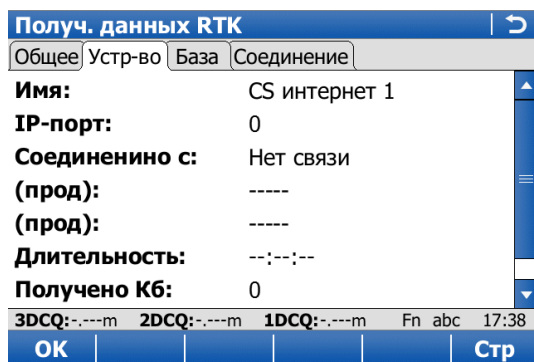 Получ. данных RTK
Общее Устр-во База Соединение
Имя: CS интернет 1
IP-порт: 0
Соединенино с: Нет связи
(прод): -----
(прод): -----
Длительность: --:--:--
Получено Кб: 0
3DCQ:-.---m 2DCQ:-.---m 1DCQ:-.---m Fn abc 17:38
OK Стр